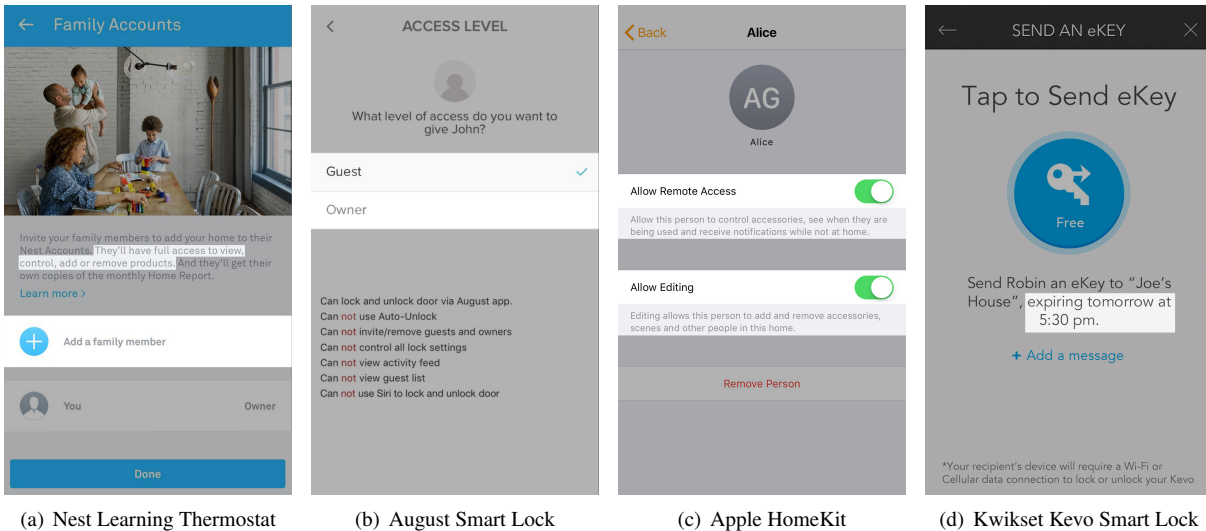 ← Family Accounts
Invite your family members to add your home to their
Nest Accounts. They'll have full access to view,
control, add or remove products. And they'll get their
own copies of the monthly Home Report.
Learn more >
Add a family member
You Owner
Done
(a) Nest Learning Thermostat
ACCESS LEVEL
What level of access do you want to
give John?
Guest
Owner
Can lock and unlock door via August app.
Can not use Auto-Unlock
Can not invite/remove guests and owners
Can not control all lock settings
Can not view activity feed
Can not view guest list
Can not use Siri to lock and unlock door
(b) August Smart Lock
Back Alice
AG
Alice
Allow Remote Access
Allow this person to control accessories, see when they are
being used and receive notifications while not at home.
Allow Editing
Editing allows this person to add and remove accessories,
scenes and other people in this home.
Remove Person
(c) Apple HomeKit
SEND AN eKEY
Tap to Send eKey
Free
Send Robin an eKey to “Joe's
House”, expiring tomorrow at
5:30 pm.
+ Add a message
*Your recipient's device will require a Wi-Fi or
Cellular data connection to lock or unlock your Kevo
(d) Kwikset Kevo Smart Lock